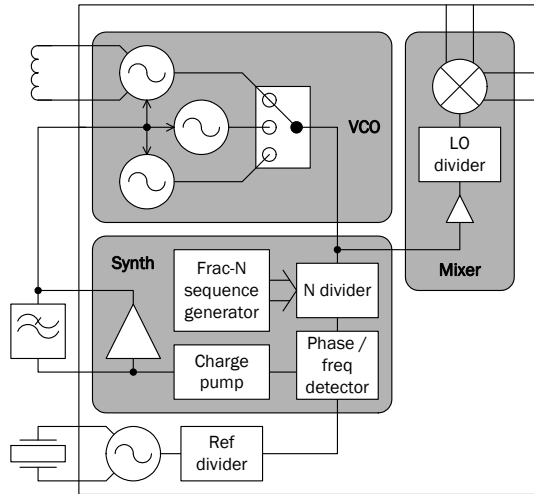 VCO
LO
divider
Mixer
Synth
Frac-N
sequence
generator
N divider
Charge
pump
Phase /
freq
detector
Ref
divider